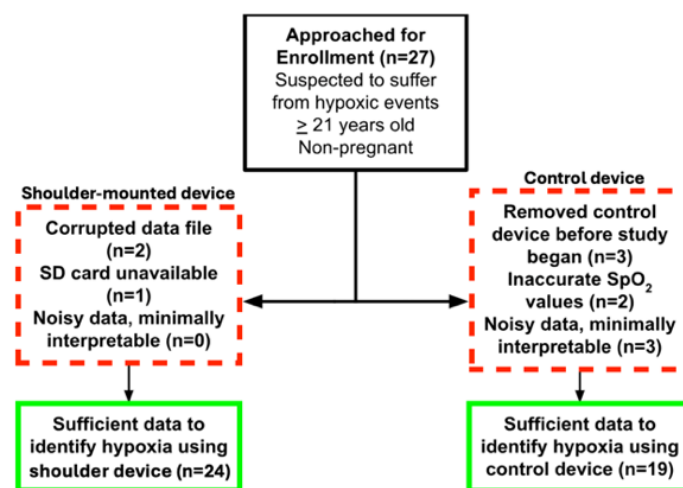 Approached for
Enrollment (n=27)
Suspected to suffer
from hypoxic events
≥ 21 years old
Non-pregnant
Shoulder-mounted device
Corrupted data file
(n=2)
SD card unavailable
(n=1)
Noisy data, minimally
interpretable (n=0)
Control device
Removed control
device before study
began (n=3)
Inaccurate SpO₂
values (n=2)
Noisy data, minimally
interpretable (n=3)
Sufficient data to
identify hypoxia using
shoulder device (n=24)
Sufficient data to
identify hypoxia using
control device (n=19)